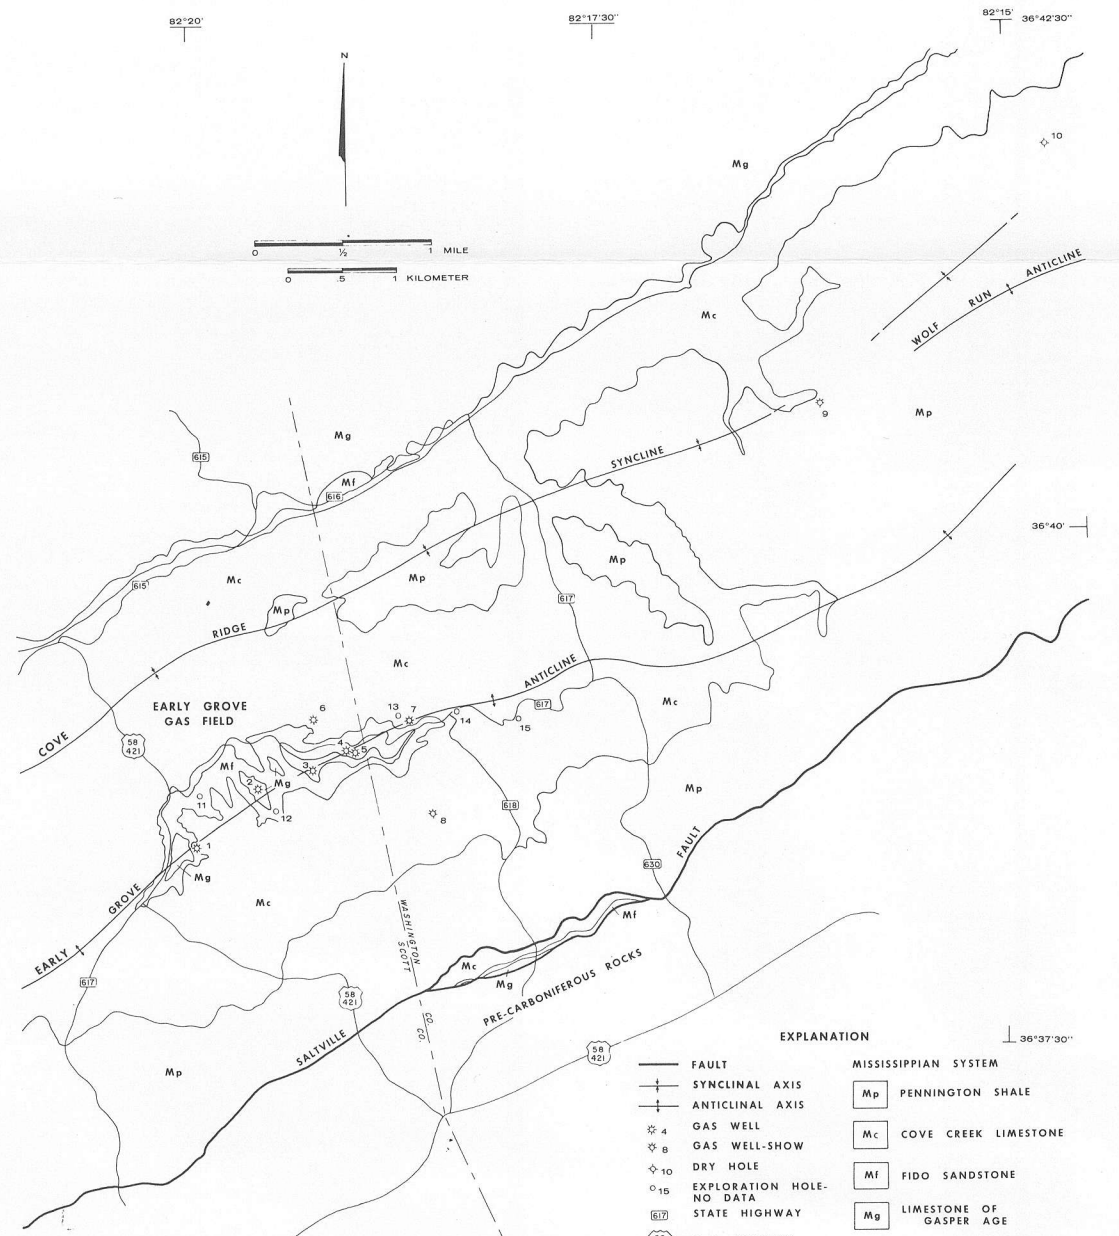 82°20'
82°17'30"
82°15'
36°42'30"
N
10
Mg
0 ½ 1 MILE
0 .5 1 KILOMETER
WOLF RUN ANTICLINE
Mc
9
Mp
Mg
615
SYNCLINE
Mf
616
36°40'
615
Mc
Mp
Mp
Mp
617
RIDGE
Mc
ANTICLINE
EARLY GROVE
GAS FIELD
6
13
7
14
617
15
Mc
COVE
58
421
4
5
3
Mf
2
Mg
11
12
8
618
Mp
1
Mg
FAULT
630
GROVE
Mc
WASHINGTON CO.
SCOTT CO.
Mf
EARLY
Mc
Mg
617
58
421
PRE-CARBONIFEROUS ROCKS
SALTVILLE
Mp
58
421
36°37'30"
EXPLANATION
FAULT
SYNCLINAL AXIS
ANTICLINAL AXIS
4 GAS WELL
8 GAS WELL-SHOW
10 DRY HOLE
15 EXPLORATION HOLE-
NO DATA
617 STATE HIGHWAY
MISSISSIPPIAN SYSTEM
Mp PENNINGTON SHALE
Mc COVE CREEK LIMESTONE
Mf FIDO SANDSTONE
Mg LIMESTONE OF
GASPER AGE